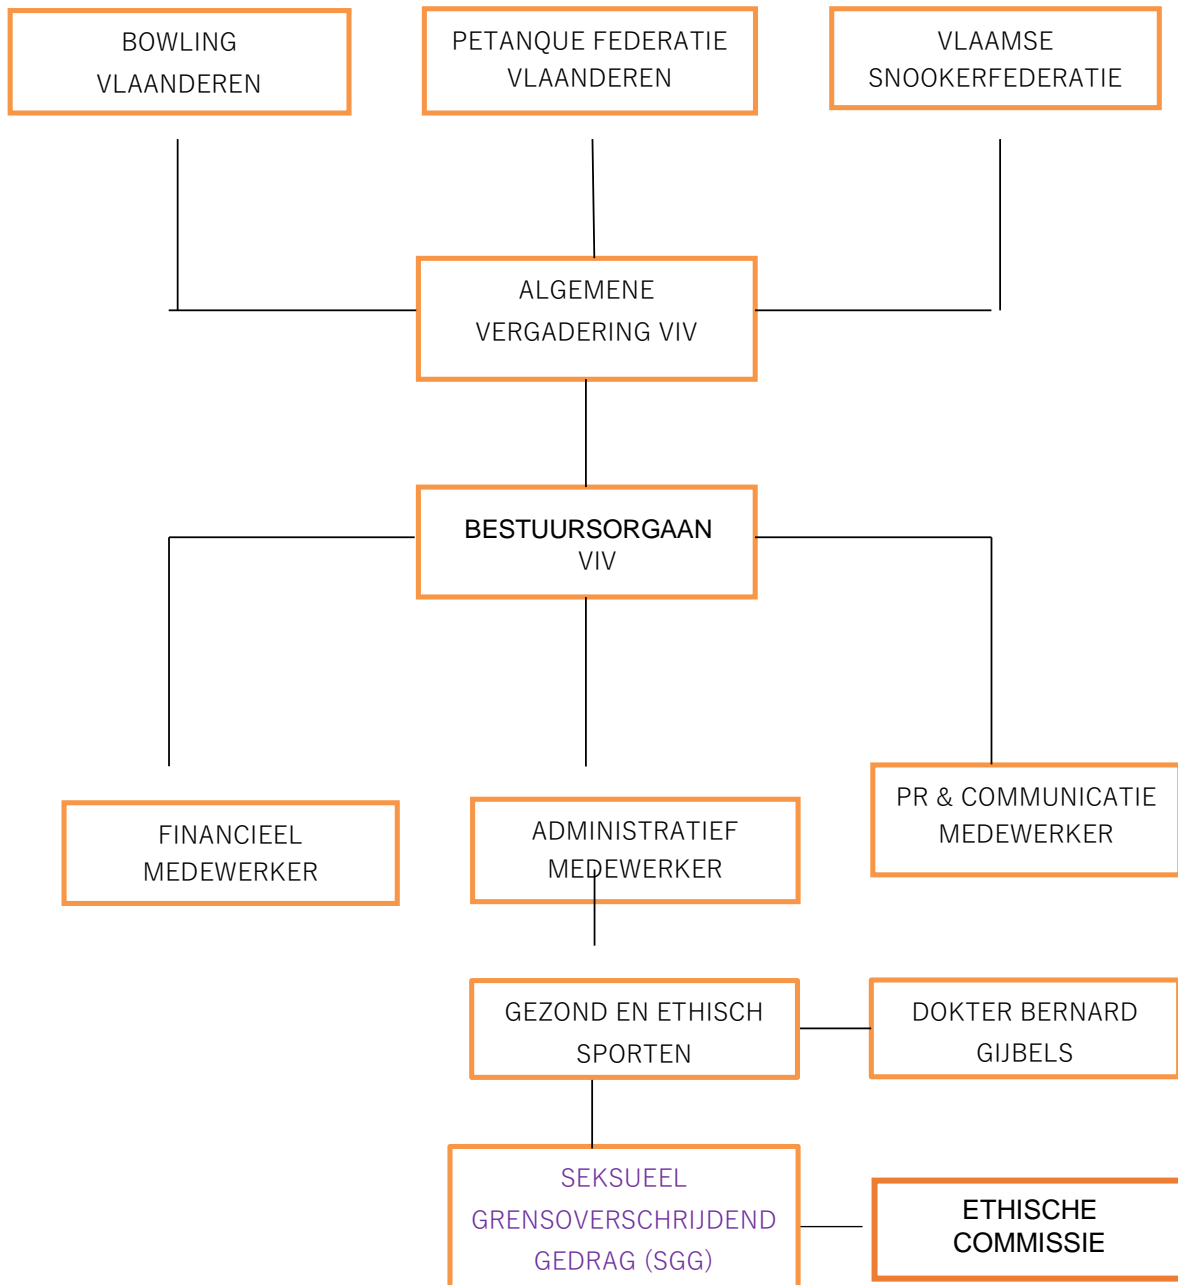 BOWLING
VLAANDEREN
PETANQUE FEDERATIE
VLAANDEREN
VLAAMSE
SNOOKERFEDERATIE
ALGEMENE
VERGADERING VIV
BESTUURSORGAAN
VIV
FINANCIEEL
MEDEWERKER
ADMINISTRATIEF
MEDEWERKER
PR & COMMUNICATIE
MEDEWERKER
GEZOND EN ETHISCH
SPORTEN
DOKTER BERNARD
GIJBELS
SEKSUEEL
GRENSOVERSCHRIJDEND
GEDRAG (SGG)
ETHISCHE
COMMISSIE